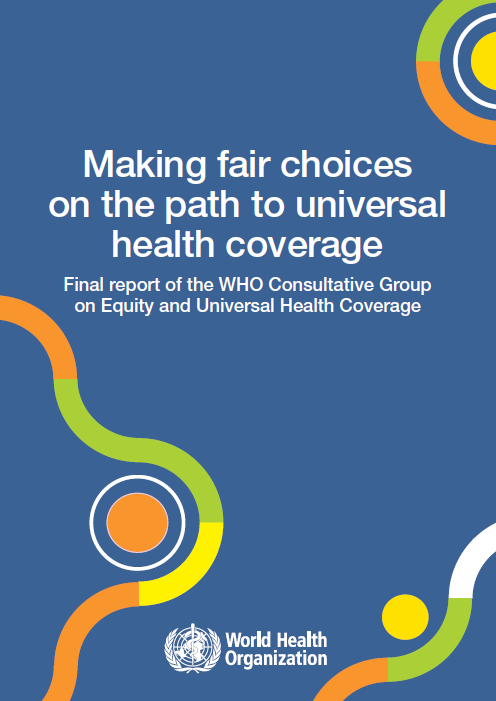 Making fair choices
on the path to universal
health coverage
Final report of the WHO Consultative Group
on Equity and Universal Health Coverage
World Health
Organization